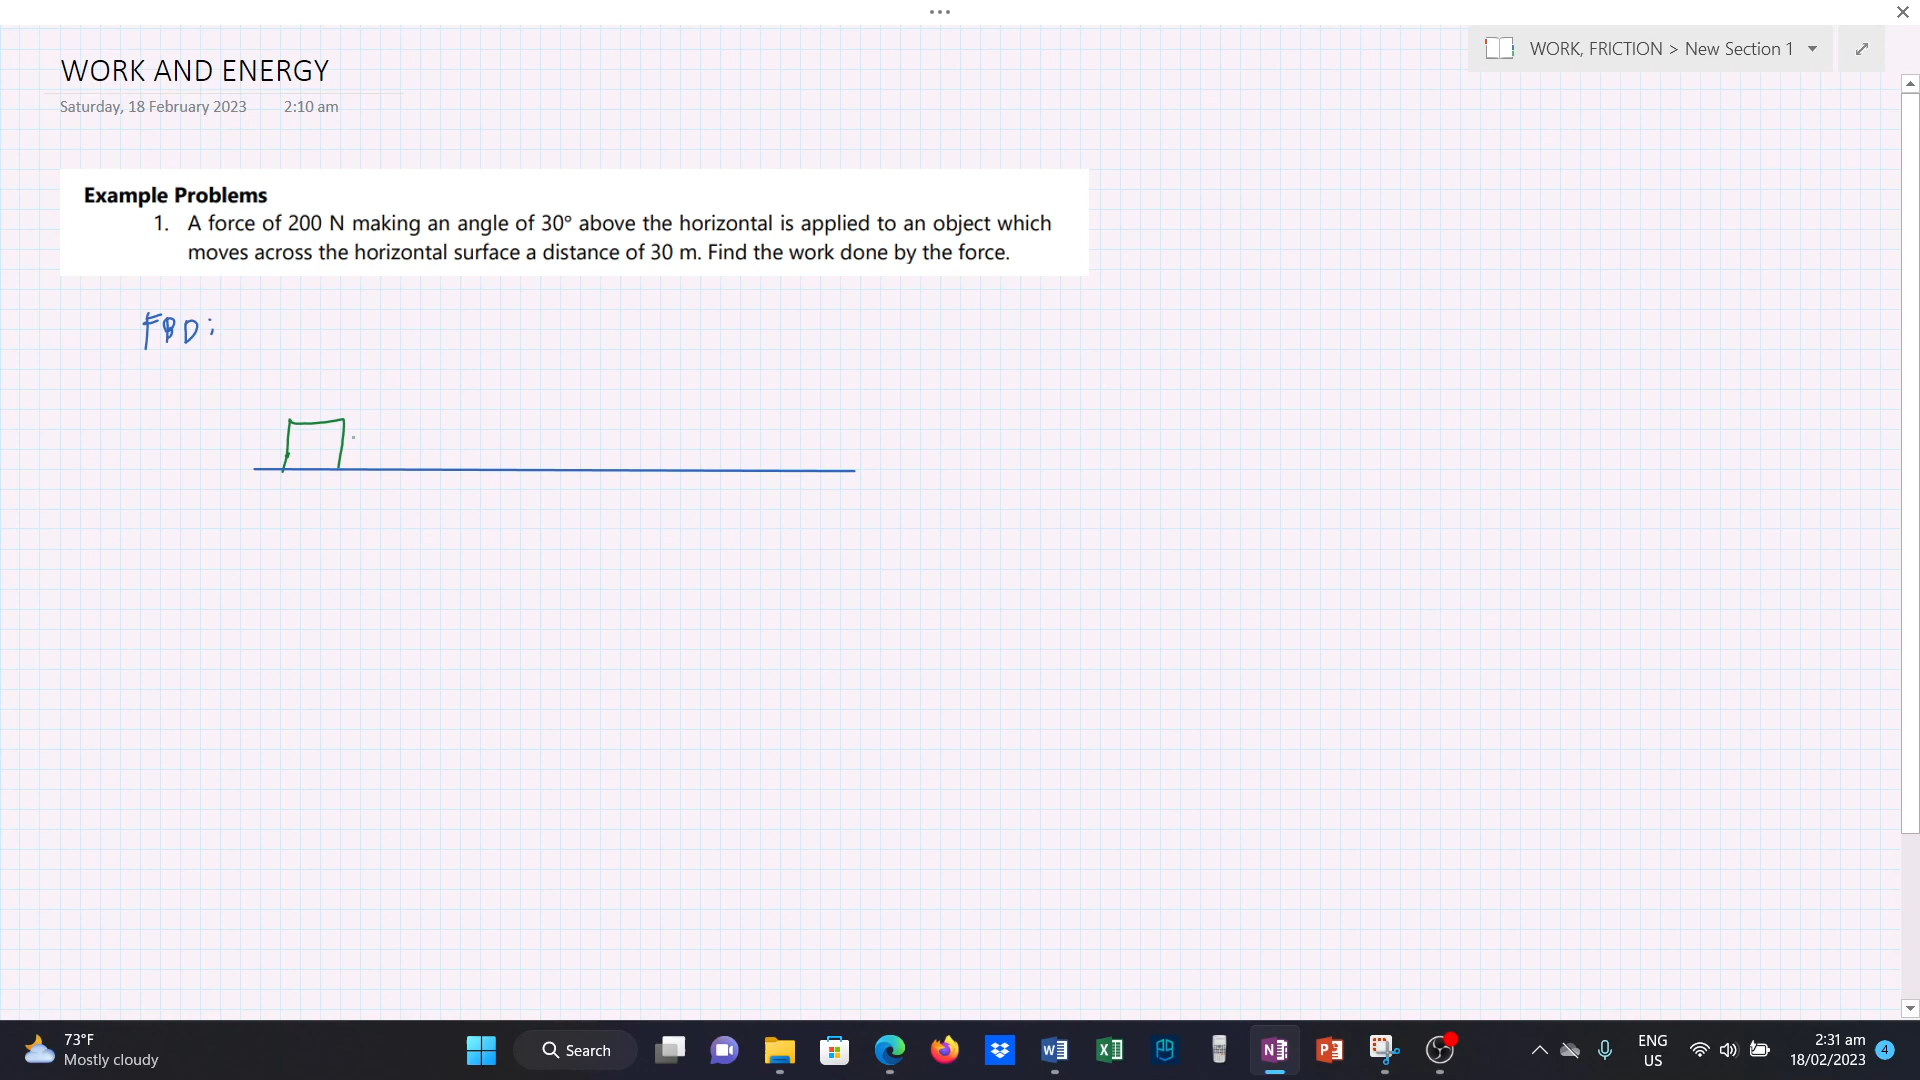 WORK, FRICTION > New Section 1
WORK AND ENERGY
Saturday, 18 February 2023 2:10 am
Example Problems
1. A force of 200 N making an angle of 30° above the horizontal is applied to an object which
moves across the horizontal surface a distance of 30 m. Find the work done by the force.
FBD:
73°F
Mostly cloudy
Search
ENG
US
2:31 am
18/02/2023
4